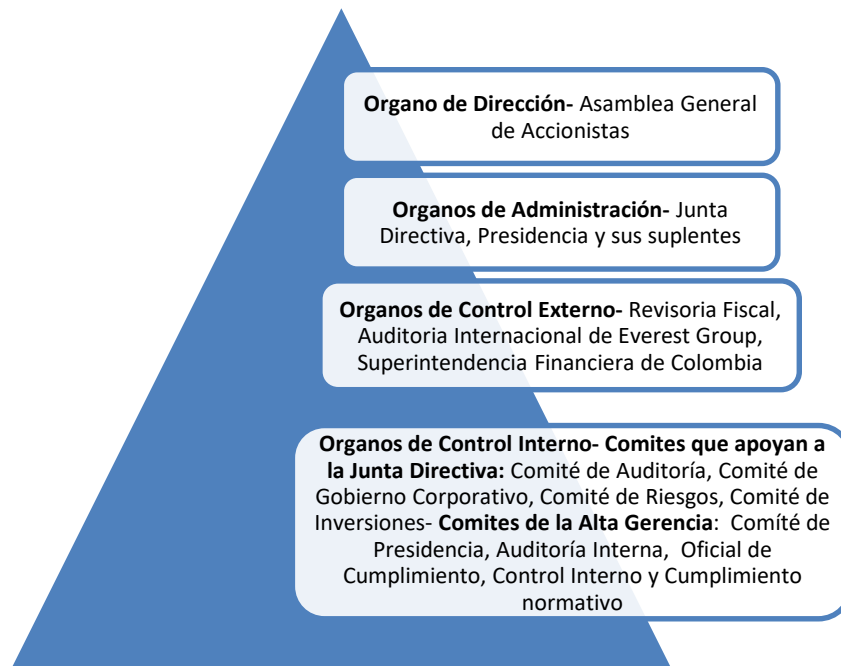 Organo de Dirección- Asamblea General
de Accionistas
Organos de Administración- Junta
Directiva, Presidencia y sus suplentes
Organos de Control Externo- Revisoria Fiscal,
Auditoria Internacional de Everest Group,
Superintendencia Financiera de Colombia
Organos de Control Interno- Comites que apoyan a
la Junta Directiva: Comité de Auditoría, Comité de
Gobierno Corporativo, Comité de Riesgos, Comité de
Inversiones- Comites de la Alta Gerencia:  Comíté de
Presidencia, Auditoría Interna,  Oficial de
Cumplimiento, Control Interno y Cumplimiento
normativo